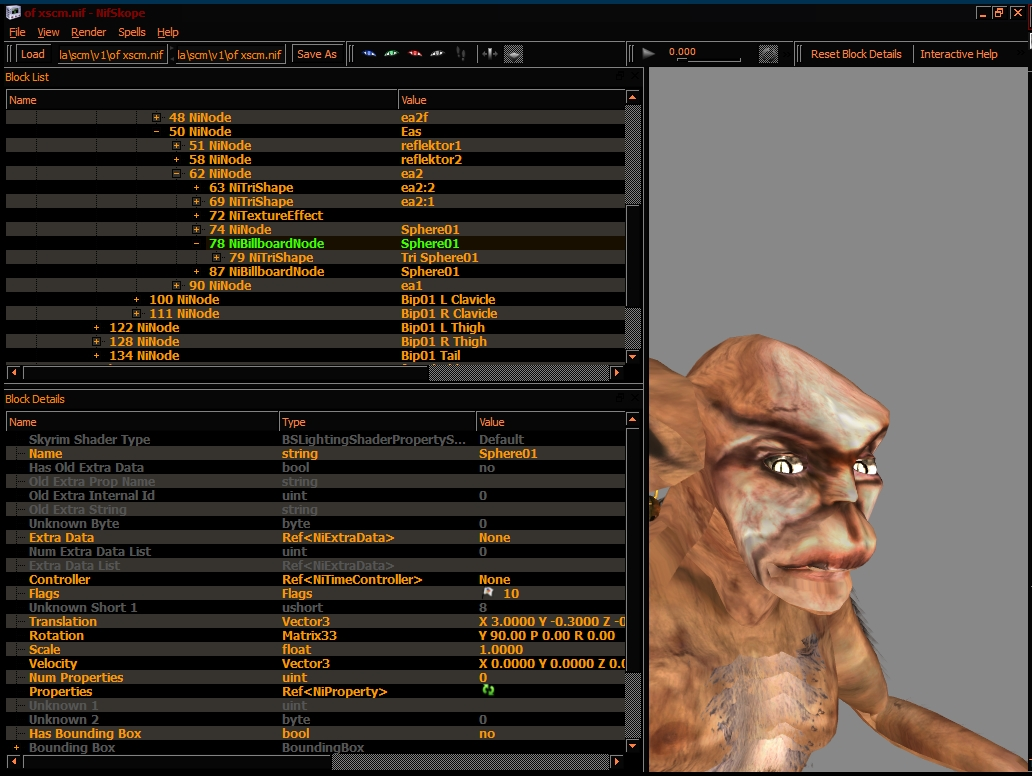 of xscm.nif - NifSkope
File View Render Spells Help
Load la\scm\v1\of xscm.nif la\scm\v1\of xscm.nif Save As 0.000 Reset Block Details Interactive Help
Block List
Name Value
48 NiNode ea2f
50 NiNode Eas
51 NiNode reflektor1
58 NiNode reflektor2
62 NiNode ea2
63 NiTriShape ea2:2
69 NiTriShape ea2:1
72 NiTextureEffect
74 NiNode Sphere01
78 NiBillboardNode Sphere01
79 NiTriShape Tri Sphere01
87 NiBillboardNode Sphere01
90 NiNode ea1
100 NiNode Bip01 L Clavicle
111 NiNode Bip01 R Clavicle
122 NiNode Bip01 L Thigh
128 NiNode Bip01 R Thigh
134 NiNode Bip01 Tail
Block Details
Name Type Value
Skyrim Shader Type BSLightingShaderPropertyS... Default
Name string Sphere01
Has Old Extra Data bool no
Old Extra Prop Name string
Old Extra Internal Id uint 0
Old Extra String string
Unknown Byte byte 0
Extra Data Ref<NiExtraData> None
Num Extra Data List uint 0
Extra Data List Ref<NiExtraData>
Controller Ref<NiTimeController> None
Flags Flags 10
Unknown Short 1 ushort 8
Translation Vector3 X 3.0000 Y -0.3000 Z -0
Rotation Matrix33 Y 90.00 P 0.00 R 0.00
Scale float 1.0000
Velocity Vector3 X 0.0000 Y 0.0000 Z 0.0
Num Properties uint 0
Properties Ref<NiProperty>
Unknown 1 uint
Unknown 2 byte 0
Has Bounding Box bool no
Bounding Box BoundingBox